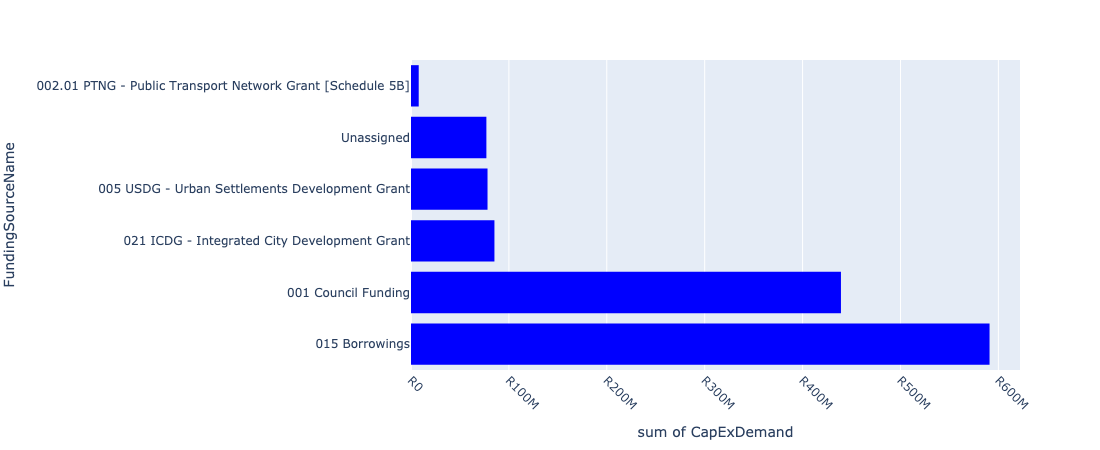 002.01 PTNG - Public Transport Network Grant [Schedule 5B]
Unassigned
005 USDG - Urban Settlements Development Grant
021 ICDG - Integrated City Development Grant
001 Council Funding
015 Borrowings
FundingSourceName
R0
R100M
R200M
R300M
R400M
R500M
R600M
sum of CapExDemand